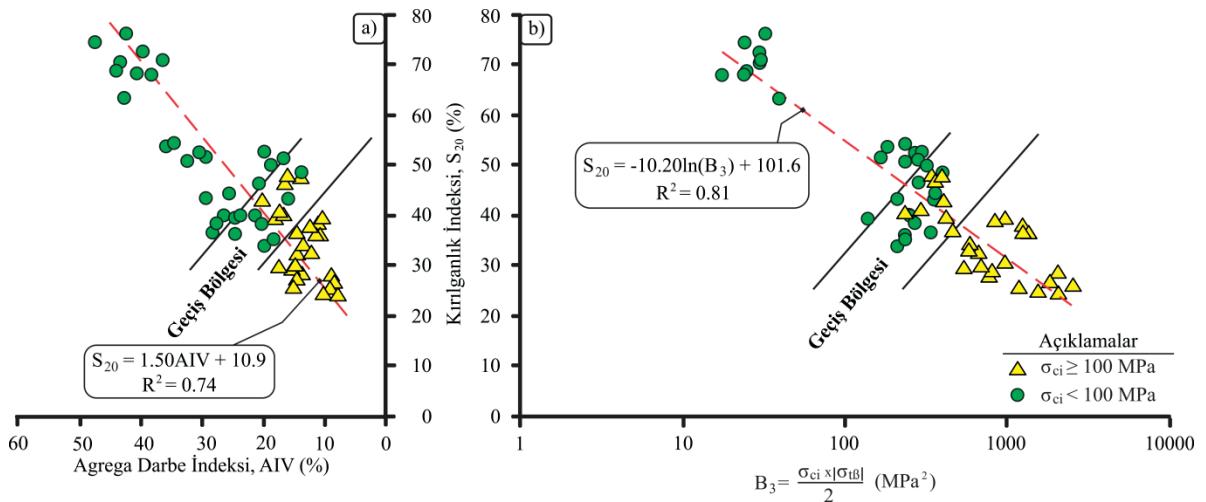 a)
80
70
60
50
40
30
20
10
0
Kırılganlık İndeksi, S20 (%)
Geçiş Bölgesi
S20 = 1.50AIV + 10.9
R2 = 0.74
60 50 40 30 20 10 0
Agrega Darbe İndeksi, AIV (%)
b)
80
70
60
50
40
30
20
10
0
S20 = -10.20ln(B3) + 101.6
R2 = 0.81
Geçiş Bölgesi
Açıklamalar
σci ≥ 100 MPa
σci < 100 MPa
1 10 100 1000 10000
B3 = σci x|σtß| / 2 (MPa2)